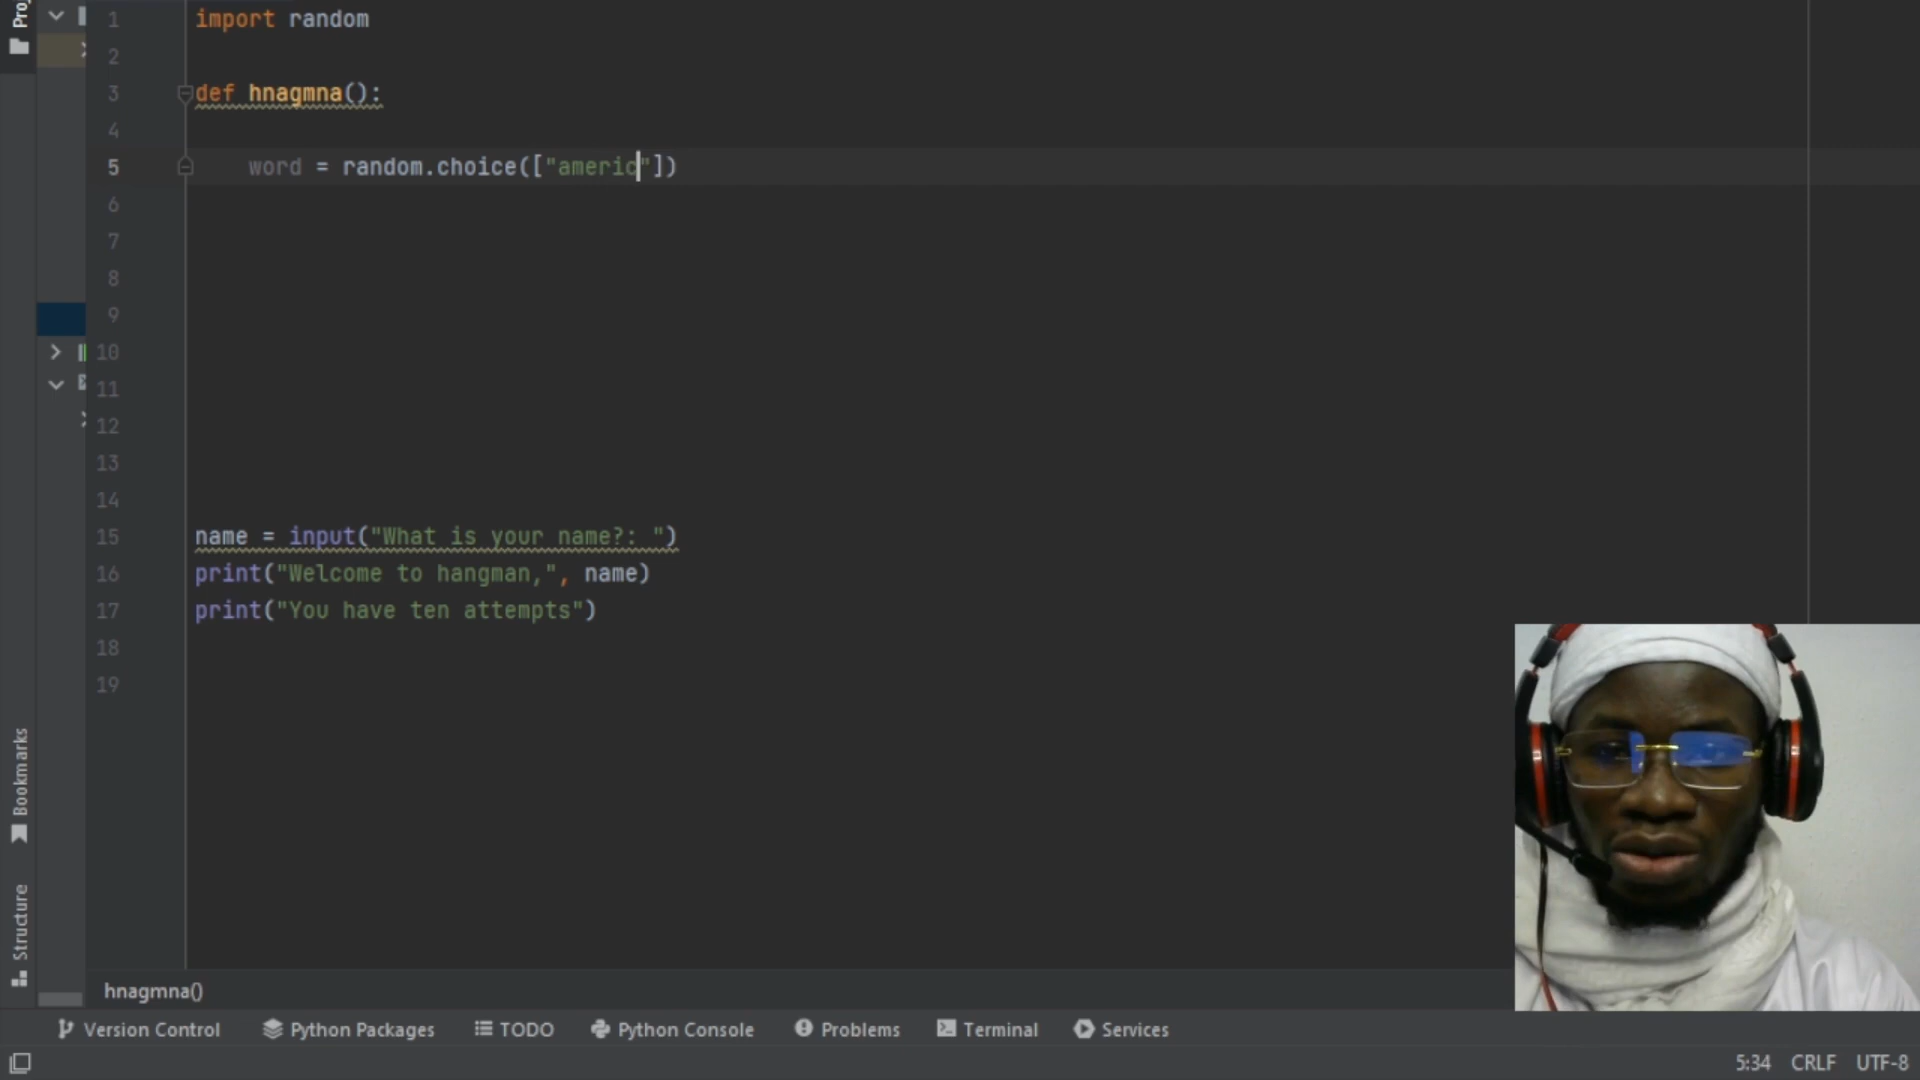 Pro
1 import random
2
3 def hnagmna():
4
5 word = random.choice(["americ"])
6
7
8
9
10
11
12
13
14
15 name = input("What is your name?: ")
16 print("Welcome to hangman,", name)
17 print("You have ten attempts")
18
19
Bookmarks
Structure
hnagmna()
Version Control Python Packages TODO Python Console Problems Terminal Services
5:34 CRLF UTF-8